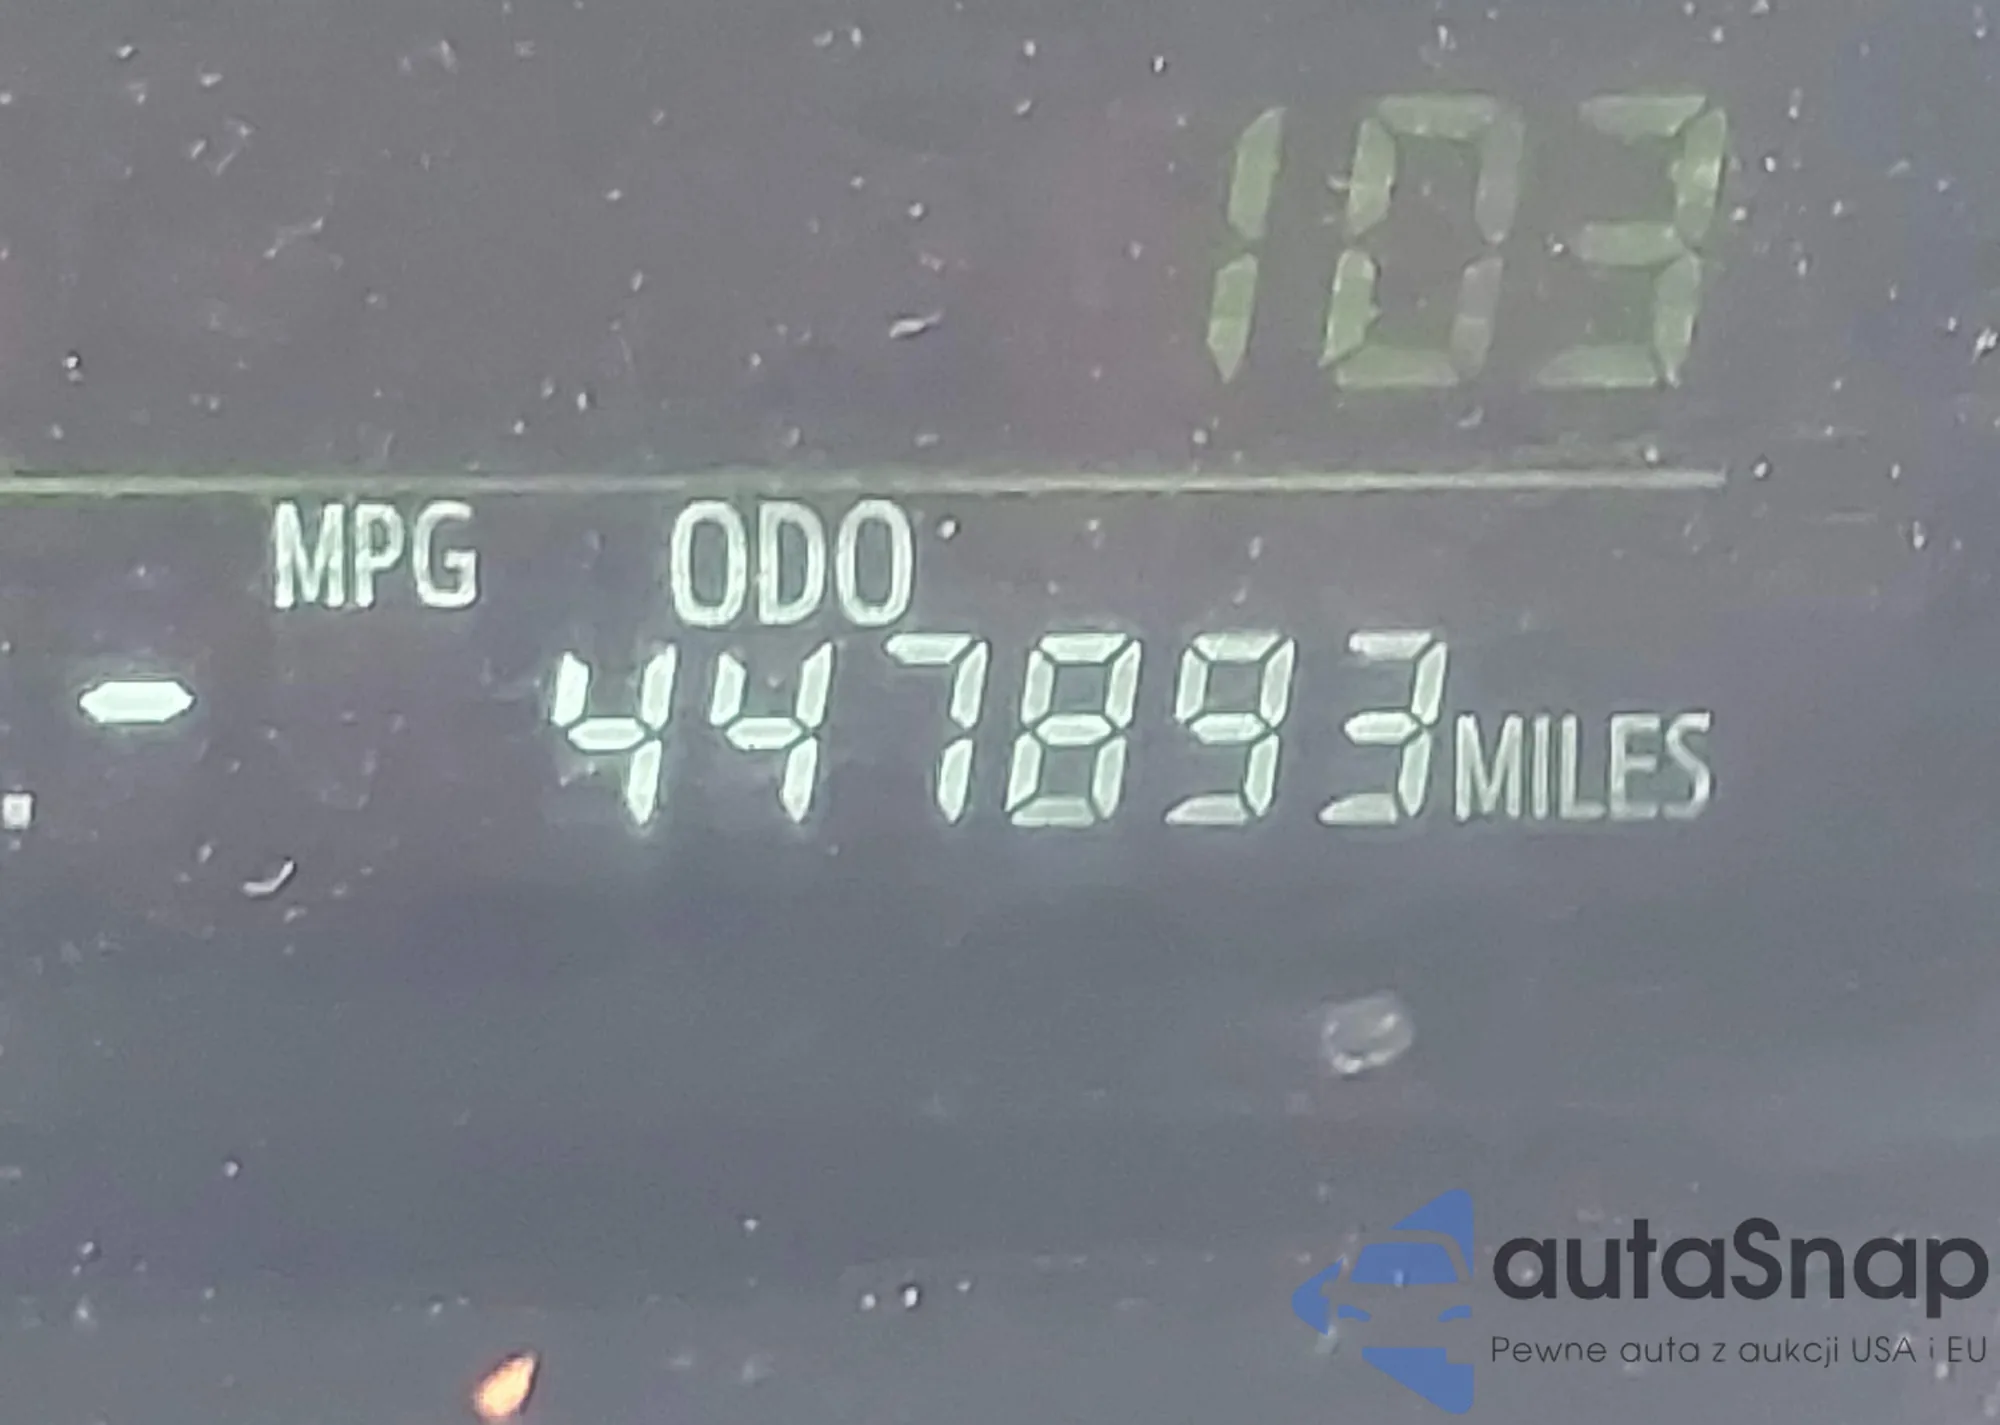 103
MPG ODO
- 447893 MILES
autaSnap
Pewne auta z aukcji USA i EU